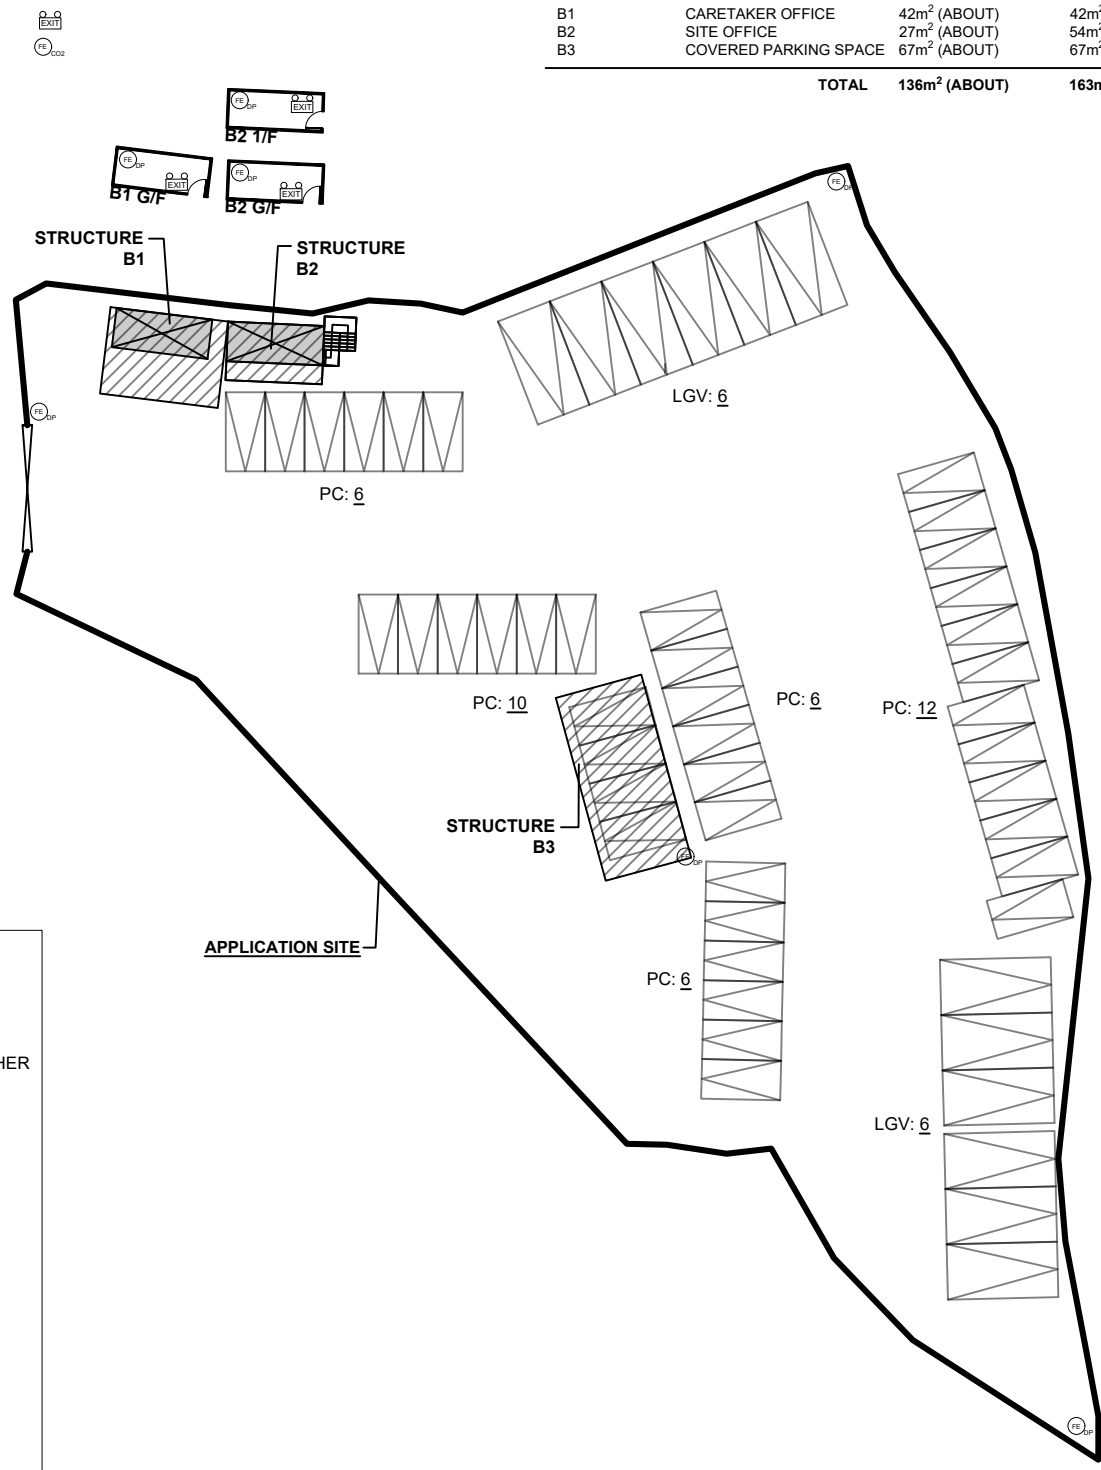 EXIT
FE CO2
B1 CARETAKER OFFICE 42m² (ABOUT) 42m²
B2 SITE OFFICE 27m² (ABOUT) 54m²
B3 COVERED PARKING SPACE 67m² (ABOUT) 67m²
TOTAL 136m² (ABOUT) 163m
FE DP EXIT
B2 1/F
FE DP EXIT
B1 G/F
FE DP EXIT
B2 G/F
FE DP
STRUCTURE
B1
STRUCTURE
B2
LGV: 6
FE DP
PC: 6
PC: 10
PC: 6
PC: 12
STRUCTURE
B3
FE DP
APPLICATION SITE
PC: 6
HER
LGV: 6
FE DP